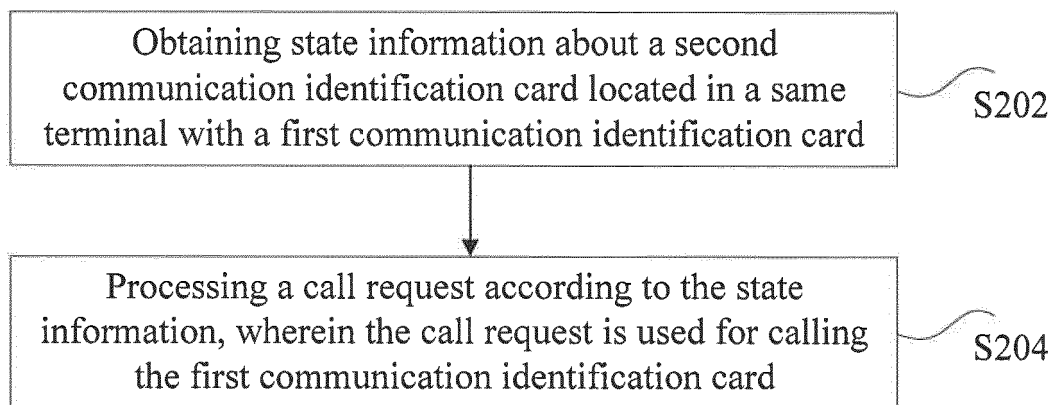 Obtaining state information about a second
communication identification card located in a same
terminal with a first communication identification card
S202
Processing a call request according to the state
information, wherein the call request is used for calling
the first communication identification card
S204